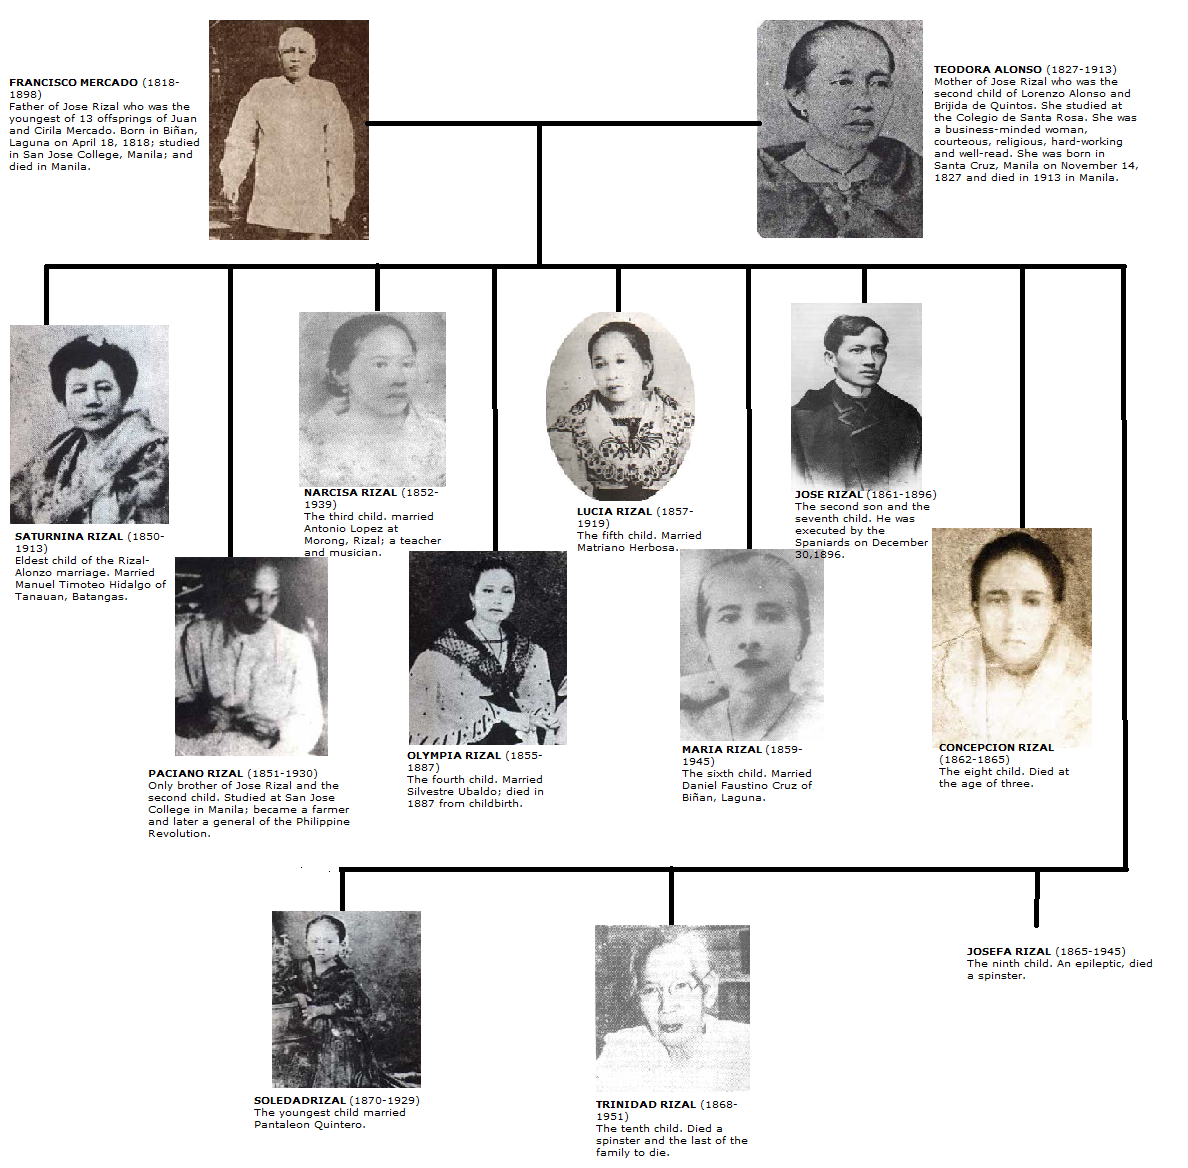 FRANCISCO MERCADO (1818-
1898)
Father of Jose Rizal who was the
youngest of 13 offsprings of Juan
and Cirila Mercado. Born in Biñan,
Laguna on April 18, 1818; studied
in San Jose College, Manila; and
died in Manila.
TEODORA ALONSO (1827-1913)
Mother of Jose Rizal who was the
second child of Lorenzo Alonso and
Brijida de Quintos. She studied at
the Colegio de Santa Rosa. She was
a business-minded woman,
courteous, religious, hard-working
and well-read. She was born in
Santa Cruz, Manila on November 14,
1827 and died in 1913 in Manila.
SATURNINA RIZAL (1850-
1913)
Eldest child of the Rizal-
Alonzo marriage. Married
Manuel Timoteo Hidalgo of
Tanauan, Batangas.
PACIANO RIZAL (1851-1930)
Only brother of Jose Rizal and the
second child. Studied at San Jose
College in Manila; became a farmer
and later a general of the Philippine
Revolution.
NARCISA RIZAL (1852-
1939)
The third child. married
Antonio Lopez at
Morong, Rizal; a teacher
and musician.
OLYMPIA RIZAL (1855-
1887)
The fourth child. Married
Silvestre Ubaldo; died in
1887 from childbirth.
LUCIA RIZAL (1857-
1919)
The fifth child. Married
Matriano Herbosa.
MARIA RIZAL (1859-
1945)
The sixth child. Married
Daniel Faustino Cruz of
Biñan, Laguna.
JOSE RIZAL (1861-1896)
The second son and the
seventh child. He was
executed by the
Spaniards on December
30,1896.
CONCEPCION RIZAL
(1862-1865)
The eight child. Died at
the age of three.
JOSEFA RIZAL (1865-1945)
The ninth child. An epileptic, died
a spinster.
TRINIDAD RIZAL (1868-
1951)
The tenth child. Died a
spinster and the last of the
family to die.
SOLEDADRIZAL (1870-1929)
The youngest child married
Pantaleon Quintero.